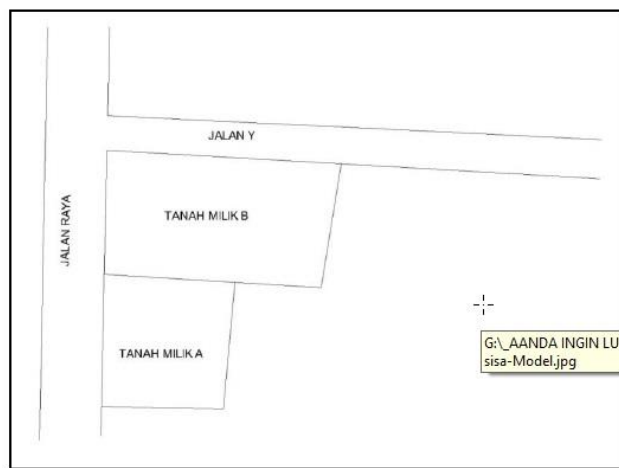 JALAN Y
JALAN RAYA
TANAH MILIK B
TANAH MILIK A
G:\_AANDA INGIN LU
sisa-Model.jpg